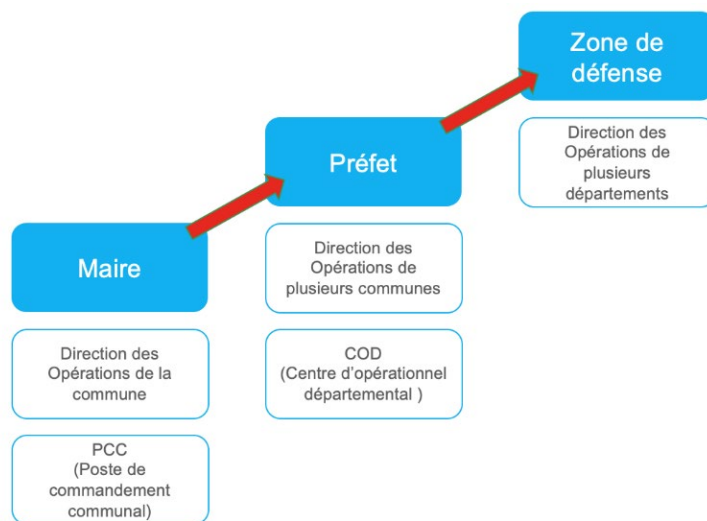 Maire
Direction des
Opérations de la
commune
PCC
(Poste de
commandement
communal)
Préfet
Direction des
Opérations de
plusieurs communes
COD
(Centre d'opérationnel
départemental )
Zone de
défense
Direction des
Opérations de
plusieurs
départements